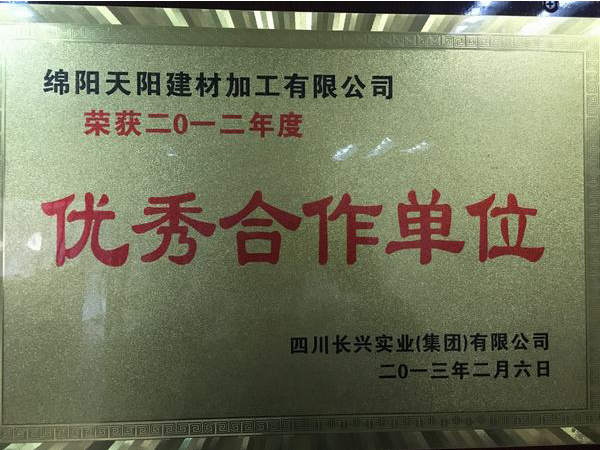 绵阳天阳建材加工有限公司
荣获二0一二年度
优秀合作单位
四川长兴实业(集团)有限公司
二0一三年二月六日